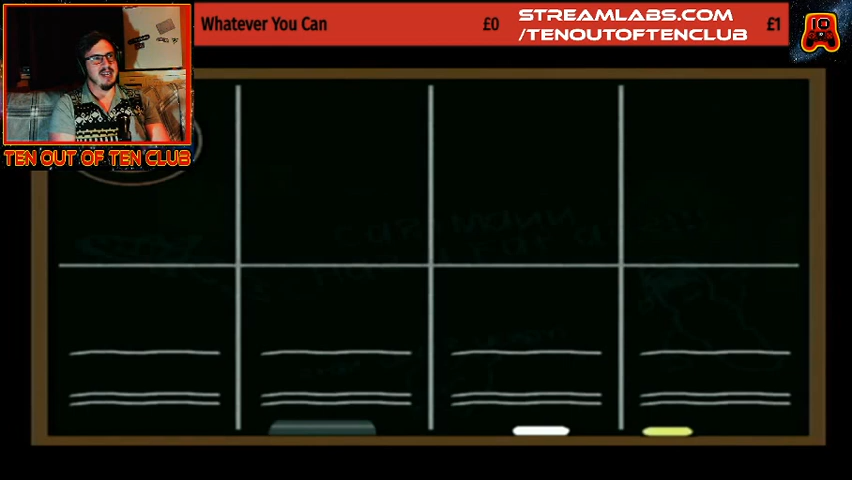 Whatever You Can £0 £1
STREAMLABS.COM
/TENOUTOFTENCLUB
TEN OUT OF TEN CLUB